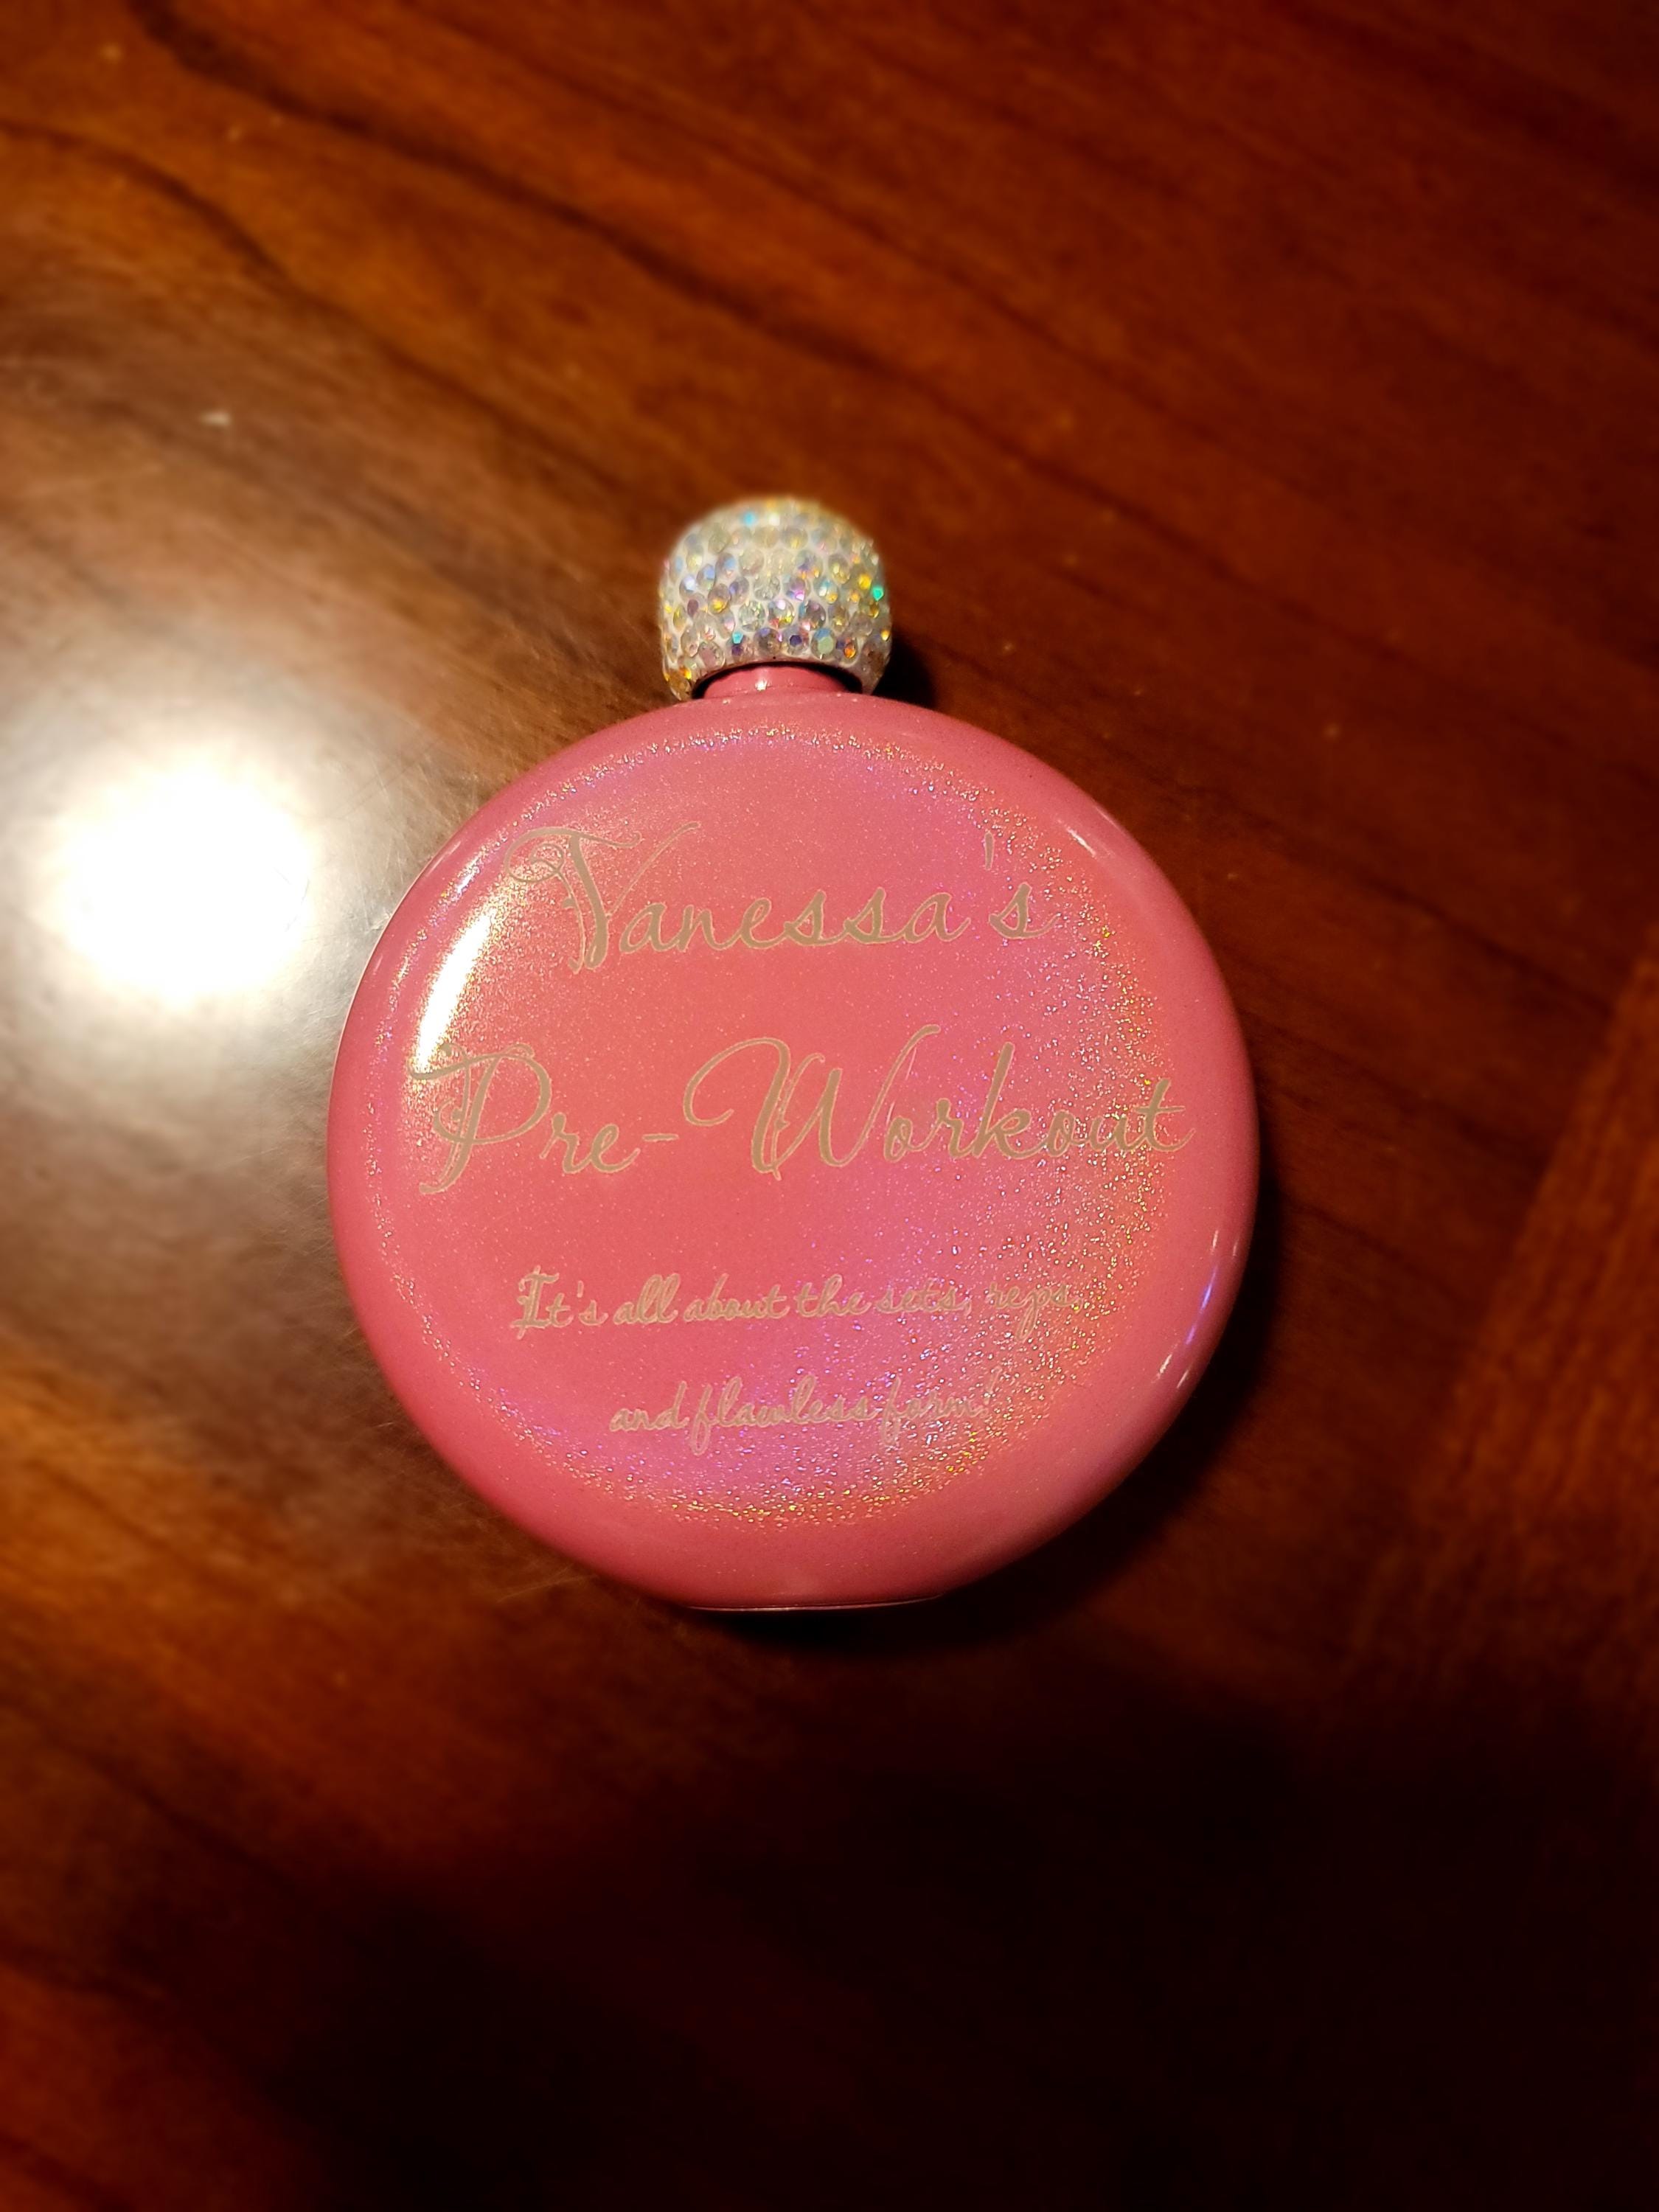 Vanessa's
Pre-Workout
It's all about the sets, reps,
and flawless form!